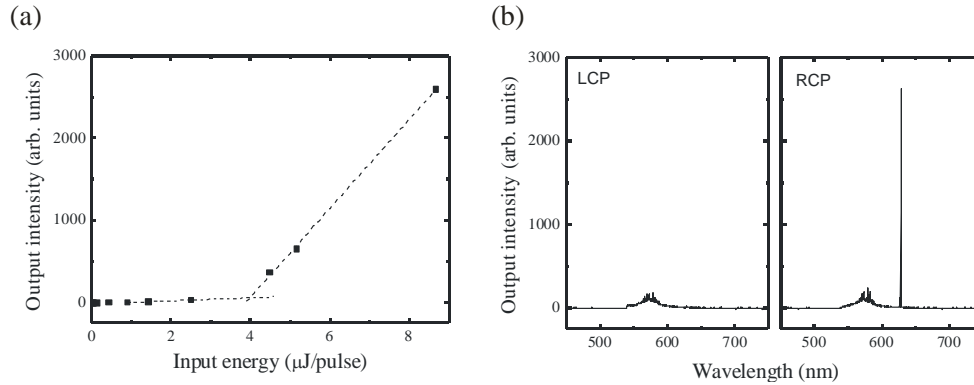 (a)
3000
2000
1000
0
Output intensity (arb. units)
0 2 4 6 8
Input energy (μJ/pulse)
(b)
3000
2000
1000
0
Output intensity (arb. units)
LCP
RCP
500 600 700 500 600 700
Wavelength (nm)